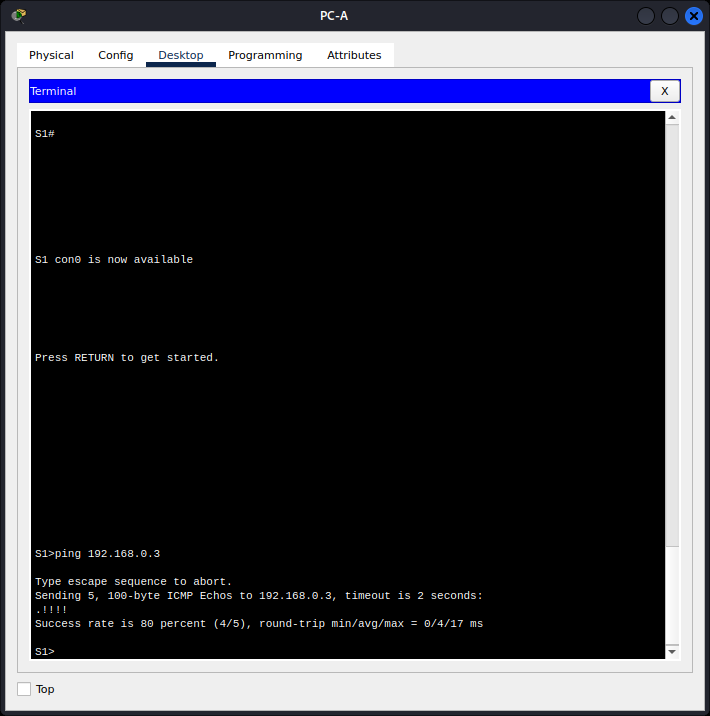 PC-A
Physical Config Desktop Programming Attributes
Terminal X
S1#
S1 con0 is now available
Press RETURN to get started.
S1>ping 192.168.0.3
Type escape sequence to abort.
Sending 5, 100-byte ICMP Echos to 192.168.0.3, timeout is 2 seconds:
.!!!!
Success rate is 80 percent (4/5), round-trip min/avg/max = 0/4/17 ms
S1>
Top